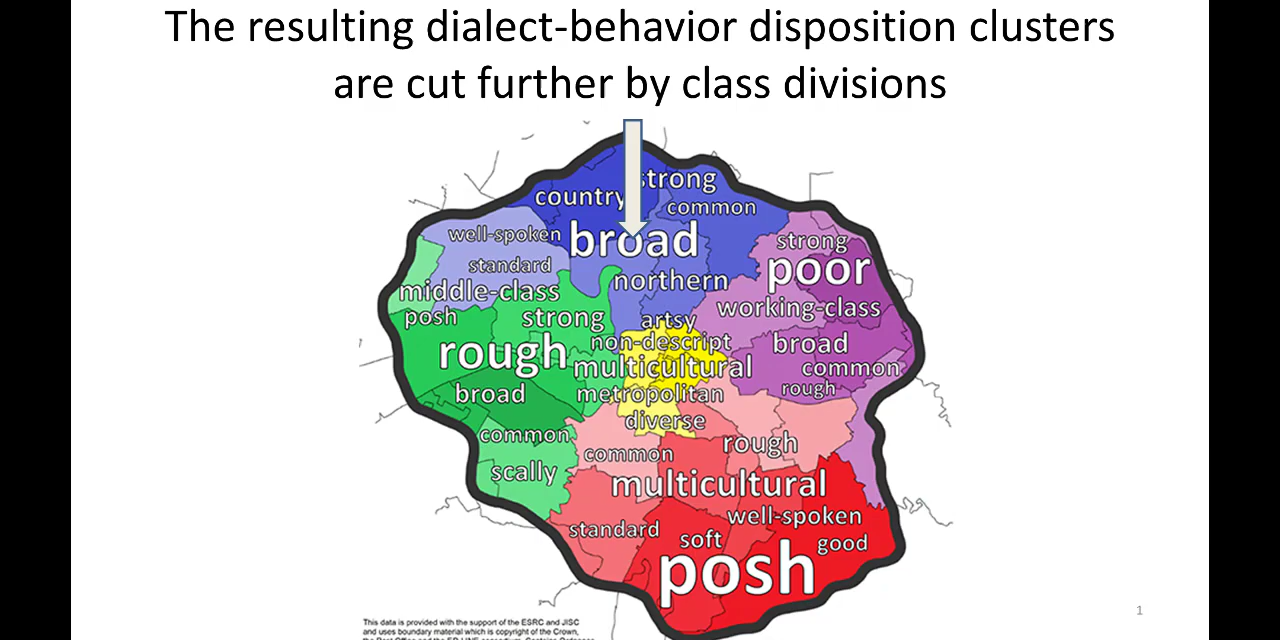 The resulting dialect-behavior disposition clusters
are cut further by class divisions
strong
country
common
well-spoken
broad
strong
standard
poor
northern
middle-class
working-class
posh
strong
artsy
non-descript
broad
rough
multicultural
common
rough
broad
metropolitan
diverse
common
rough
common
scally
multicultural
well-spoken
standard
soft
good
posh
1
This data is provided with the support of the ESRC and JISC
and uses boundary material which is copyright of the Crown,